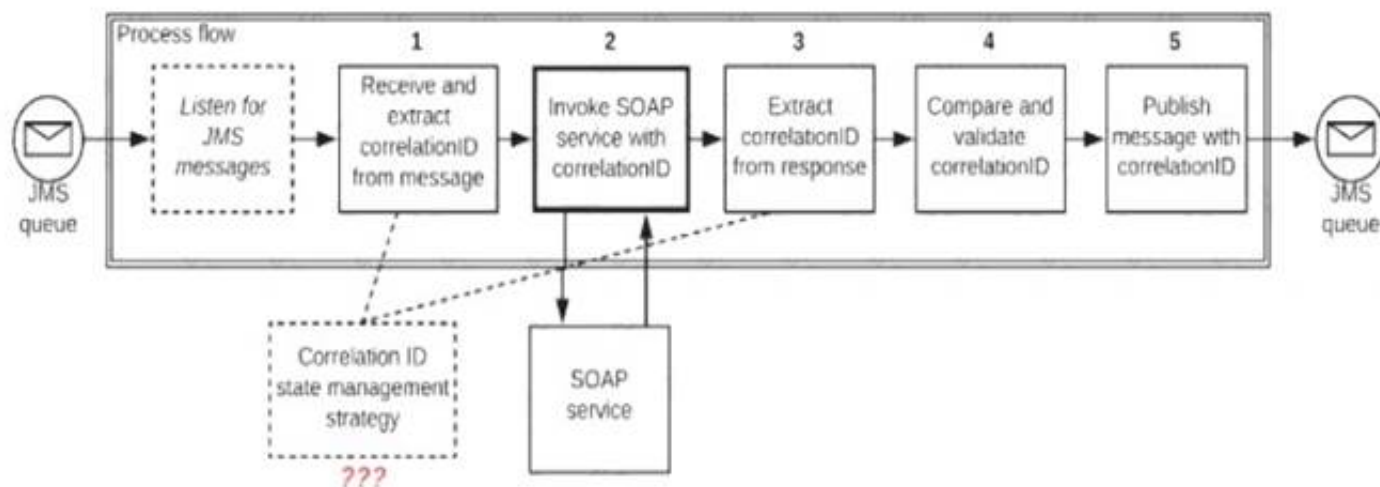 Process flow
1
2
3
4
5
JMS
queue
Listen for
JMS
messages
Receive and
extract
correlationID
from message
Invoke SOAP
service with
correlationID
Extract
correlationID
from response
Compare and
validate
correlationID
Publish
message with
correlationID
JMS
queue
Correlation ID
state management
strategy
???
SOAP
service